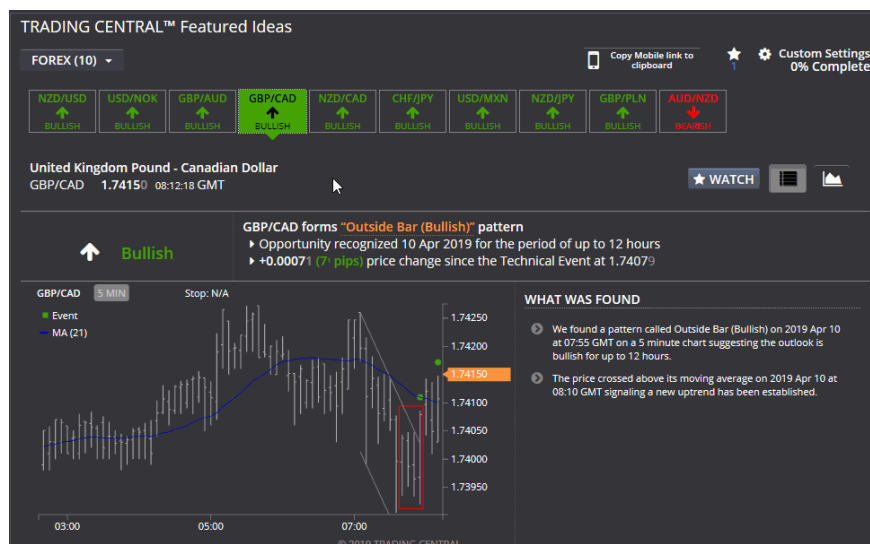 TRADING CENTRAL™ Featured Ideas
FOREX (10)
Copy Mobile link to
clipboard
1
Custom Settings
0% Complete
NZD/USD USD/NOK GBP/AUD GBP/CAD NZD/CAD CHF/JPY USD/MXN NZD/JPY GBP/PLN AUD/NZD
BULLISH BULLISH BULLISH BULLISH BULLISH BULLISH BULLISH BULLISH BULLISH BEARISH
United Kingdom Pound - Canadian Dollar
GBP/CAD 1.74150 08:12:18 GMT
WATCH
Bullish
GBP/CAD forms “Outside Bar (Bullish)” pattern
Opportunity recognized 10 Apr 2019 for the period of up to 12 hours
+0.00071 (7¹ pips) price change since the Technical Event at 1.74079
GBP/CAD 5 MIN Stop: N/A
Event
MA (21)
1.74250
1.74200
1.74150
1.74100
1.74050
1.74000
1.73950
03:00 05:00 07:00
© 2019 TRADING CENTRAL
WHAT WAS FOUND
We found a pattern called Outside Bar (Bullish) on 2019 Apr 10
at 07:55 GMT on a 5 minute chart suggesting the outlook is
bullish for up to 12 hours.
The price crossed above its moving average on 2019 Apr 10 at
08:10 GMT signaling a new uptrend has been established.